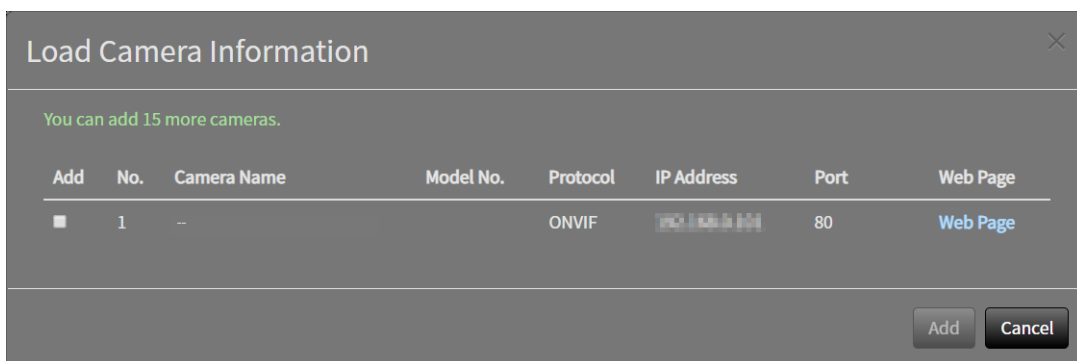 Load Camera Information
You can add 15 more cameras.
Add No. Camera Name Model No. Protocol IP Address Port Web Page
1 -- ONVIF 80 Web Page
Add Cancel